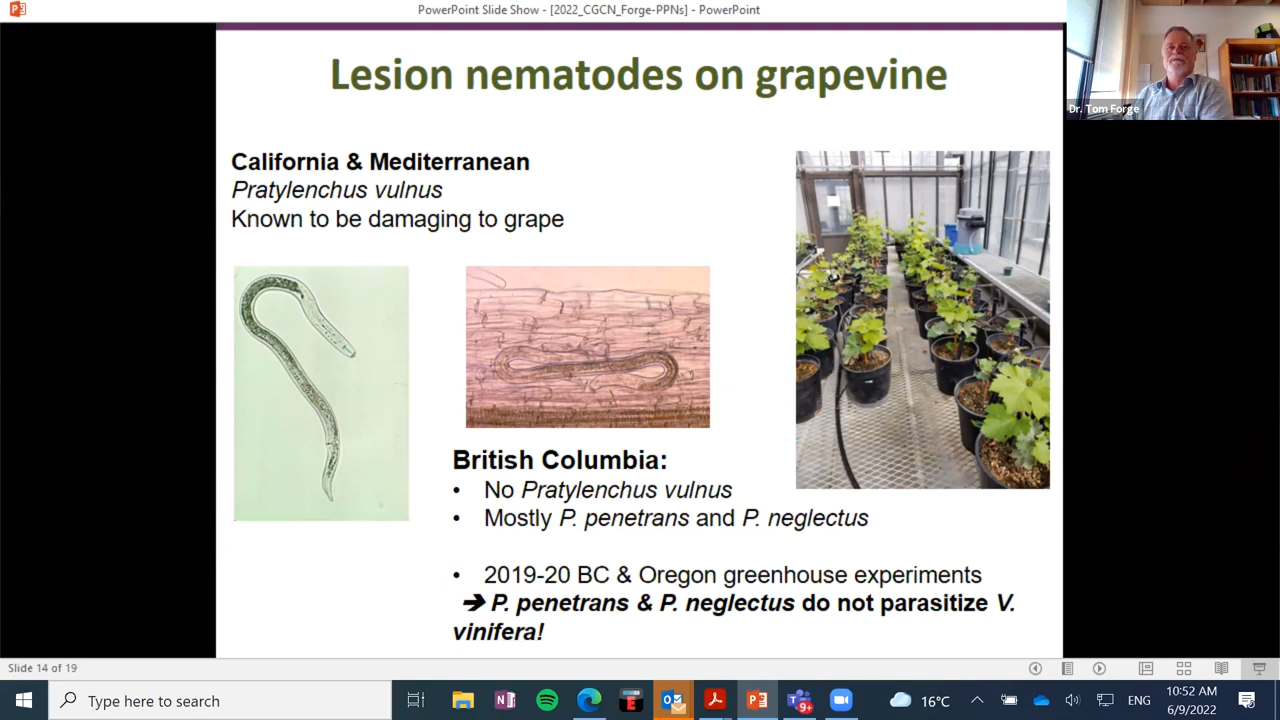 PowerPoint Slide Show - [2022_CGCN_Forge-PPNs] - PowerPoint
Dr. Tom Forge
Lesion nematodes on grapevine
California & Mediterranean
Pratylenchus vulnus
Known to be damaging to grape
British Columbia:
• No Pratylenchus vulnus
• Mostly P. penetrans and P. neglectus
• 2019-20 BC & Oregon greenhouse experiments
➔ P. penetrans & P. neglectus do not parasitize V.
vinifera!
Slide 14 of 19
Type here to search
9+
16°C
ENG
10:52 AM
6/9/2022